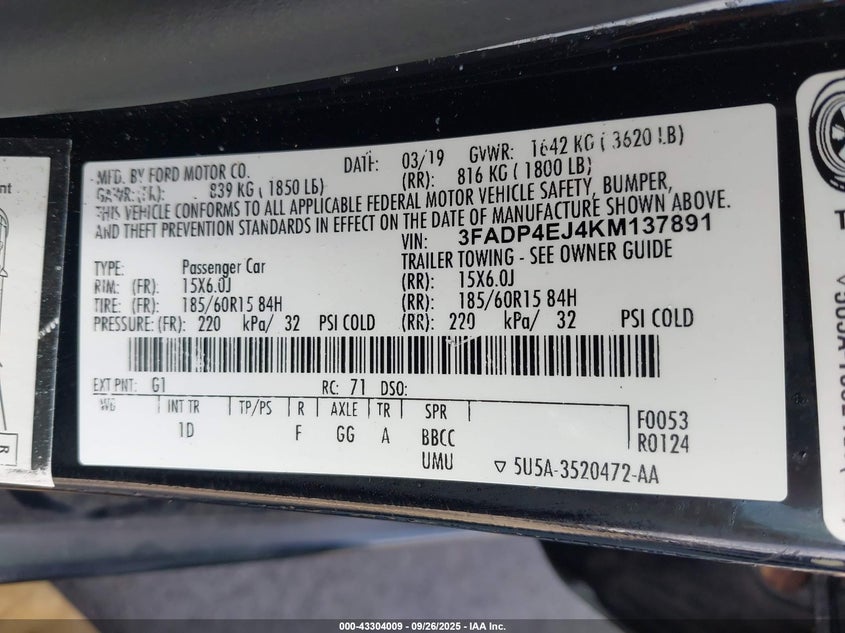 MFD. BY FORD MOTOR CO. DATE: 03/19 GVWR: 1642 KG ( 3620 LB)
GAWR: 839 KG ( 1850 LB) (RR): 816 KG ( 1800 LB)
THIS VEHICLE CONFORMS TO ALL APPLICABLE FEDERAL MOTOR VEHICLE SAFETY, BUMPER,
AND THEFT PREVENTION STANDARDS IN EFFECT ON THE DATE OF MANUFACTURE SHOWN ABOVE.
VIN: 3FADP4EJ4KM137891
TRAILER TOWING - SEE OWNER GUIDE
TYPE: Passenger Car
RIM: (FR): 15X6.0J (RR): 15X6.0J
TIRE: (FR): 185/60R15 84H (RR): 185/60R15 84H
PRESSURE: (FR): 220 kPa/ 32 PSI COLD (RR): 220 kPa/ 32 PSI COLD
EXT PNT: G1 RC: 71 DSO:
WB INT TR TP/PS R AXLE TR SPR F0053
1D F GG A BBCC R0124
UMU ▽ 5U5A-3520472-AA
R
000-43304009 - 09/26/2025 - IAA Inc.